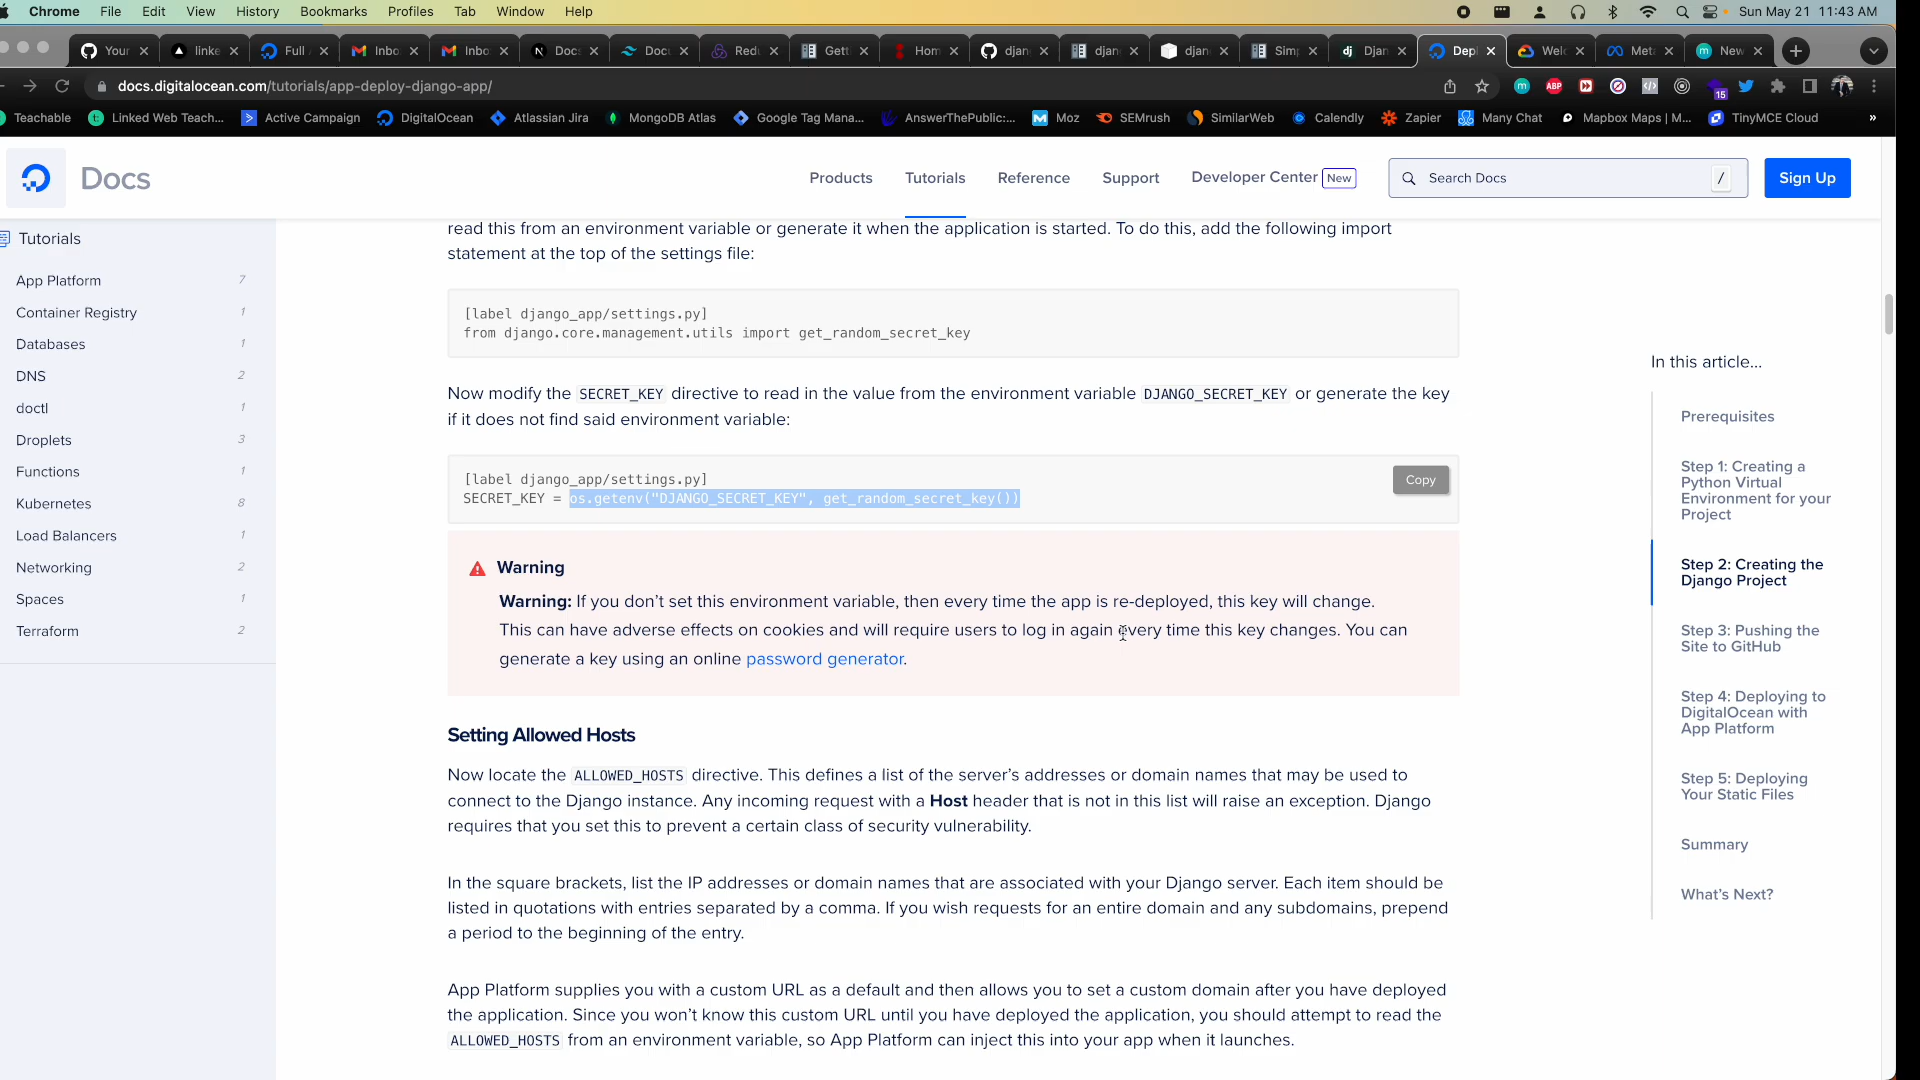 Chrome File Edit View History Bookmarks Profiles Tab Window Help Sun May 21 11:43 AM
Your linke Full Inbo Inbo Docs Docu Redu Gett Hom djan djan djan Simp dj Djan Dep Welc Meta New
docs.digitalocean.com/tutorials/app-deploy-django-app/ ABP 15
Teachable Linked Web Teach... Active Campaign DigitalOcean Atlassian Jira MongoDB Atlas Google Tag Mana... AnswerThePublic:... Moz SEMrush SimilarWeb Calendly Zapier Many Chat Mapbox Maps | M... TinyMCE Cloud »
Docs
Products Tutorials Reference Support Developer Center New Search Docs / Sign Up
Tutorials
App Platform 7
Container Registry 1
Databases 1
DNS 2
doctl 1
Droplets 3
Functions 1
Kubernetes 8
Load Balancers 1
Networking 2
Spaces 1
Terraform 2
read this from an environment variable or generate it when the application is started. To do this, add the following import
statement at the top of the settings file:
[label django_app/settings.py]
from django.core.management.utils import get_random_secret_key
Now modify the SECRET_KEY directive to read in the value from the environment variable DJANGO_SECRET_KEY or generate the key
if it does not find said environment variable:
[label django_app/settings.py]
SECRET_KEY = os.getenv("DJANGO_SECRET_KEY", get_random_secret_key())
Copy
Warning
Warning: If you don't set this environment variable, then every time the app is re-deployed, this key will change.
This can have adverse effects on cookies and will require users to log in again every time this key changes. You can
generate a key using an online password generator.
Setting Allowed Hosts
Now locate the ALLOWED_HOSTS directive. This defines a list of the server's addresses or domain names that may be used to
connect to the Django instance. Any incoming request with a Host header that is not in this list will raise an exception. Django
requires that you set this to prevent a certain class of security vulnerability.
In the square brackets, list the IP addresses or domain names that are associated with your Django server. Each item should be
listed in quotations with entries separated by a comma. If you wish requests for an entire domain and any subdomains, prepend
a period to the beginning of the entry.
App Platform supplies you with a custom URL as a default and then allows you to set a custom domain after you have deployed
the application. Since you won't know this custom URL until you have deployed the application, you should attempt to read the
ALLOWED_HOSTS from an environment variable, so App Platform can inject this into your app when it launches.
In this article...
Prerequisites
Step 1: Creating a
Python Virtual
Environment for your
Project
Step 2: Creating the
Django Project
Step 3: Pushing the
Site to GitHub
Step 4: Deploying to
DigitalOcean with
App Platform
Step 5: Deploying
Your Static Files
Summary
What's Next?